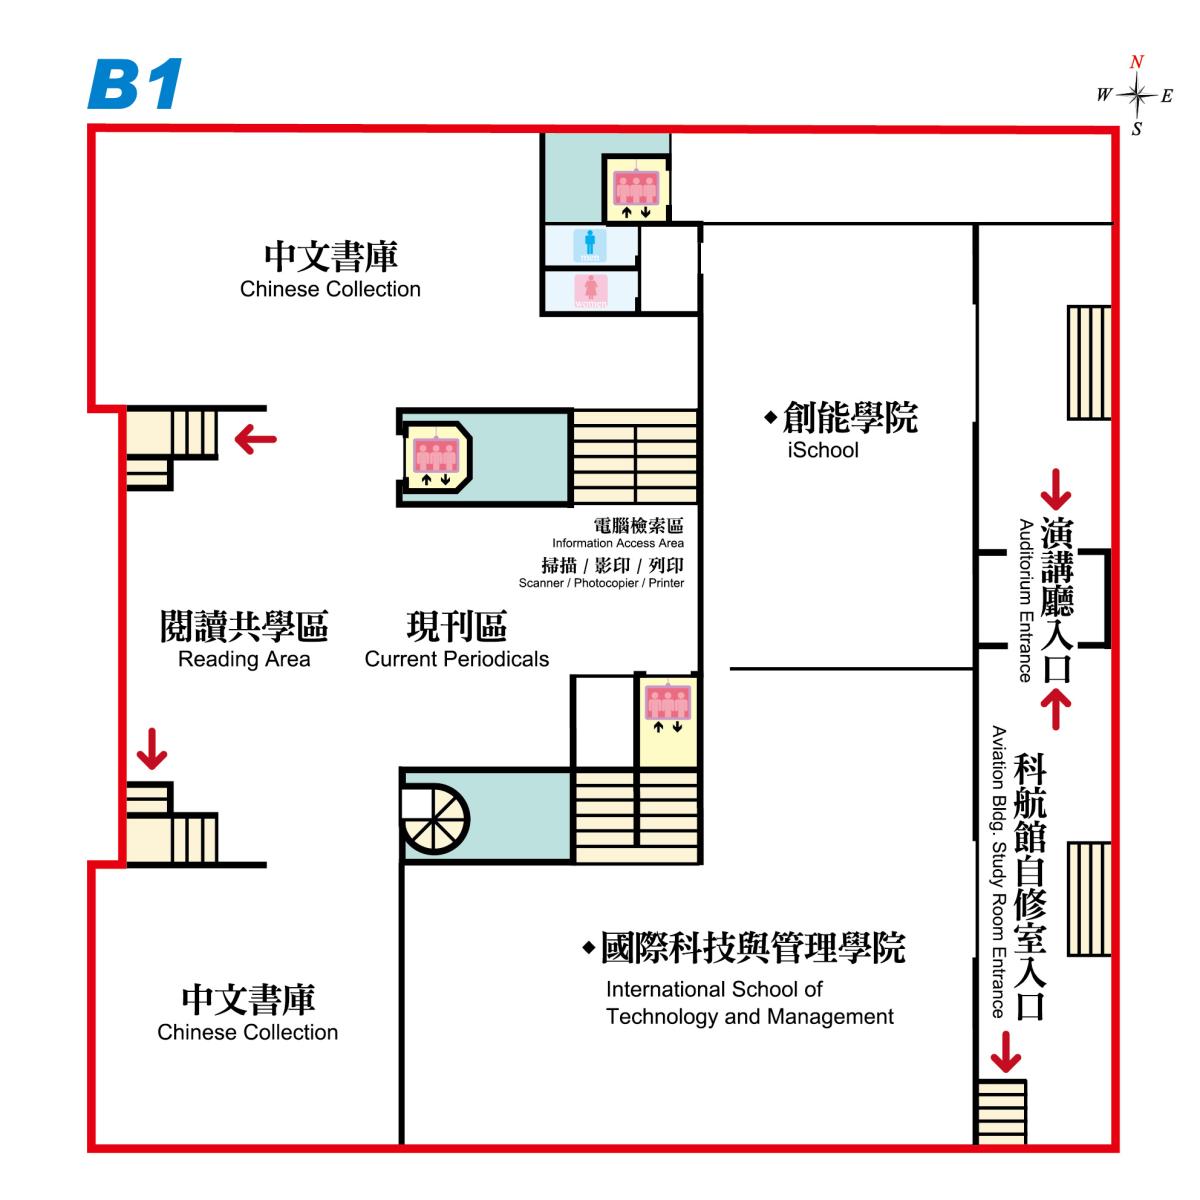 B1
N
W E
S
men
women
中文書庫
Chinese Collection
創能學院
iSchool
電腦檢索區
Information Access Area
掃描 / 影印 / 列印
Scanner / Photocopier / Printer
演講廳入口
Auditorium Entrance
閱讀共學區
Reading Area
現刊區
Current Periodicals
科航館自修室入口
Aviation Bldg. Study Room Entrance
國際科技與管理學院
International School of
Technology and Management
中文書庫
Chinese Collection